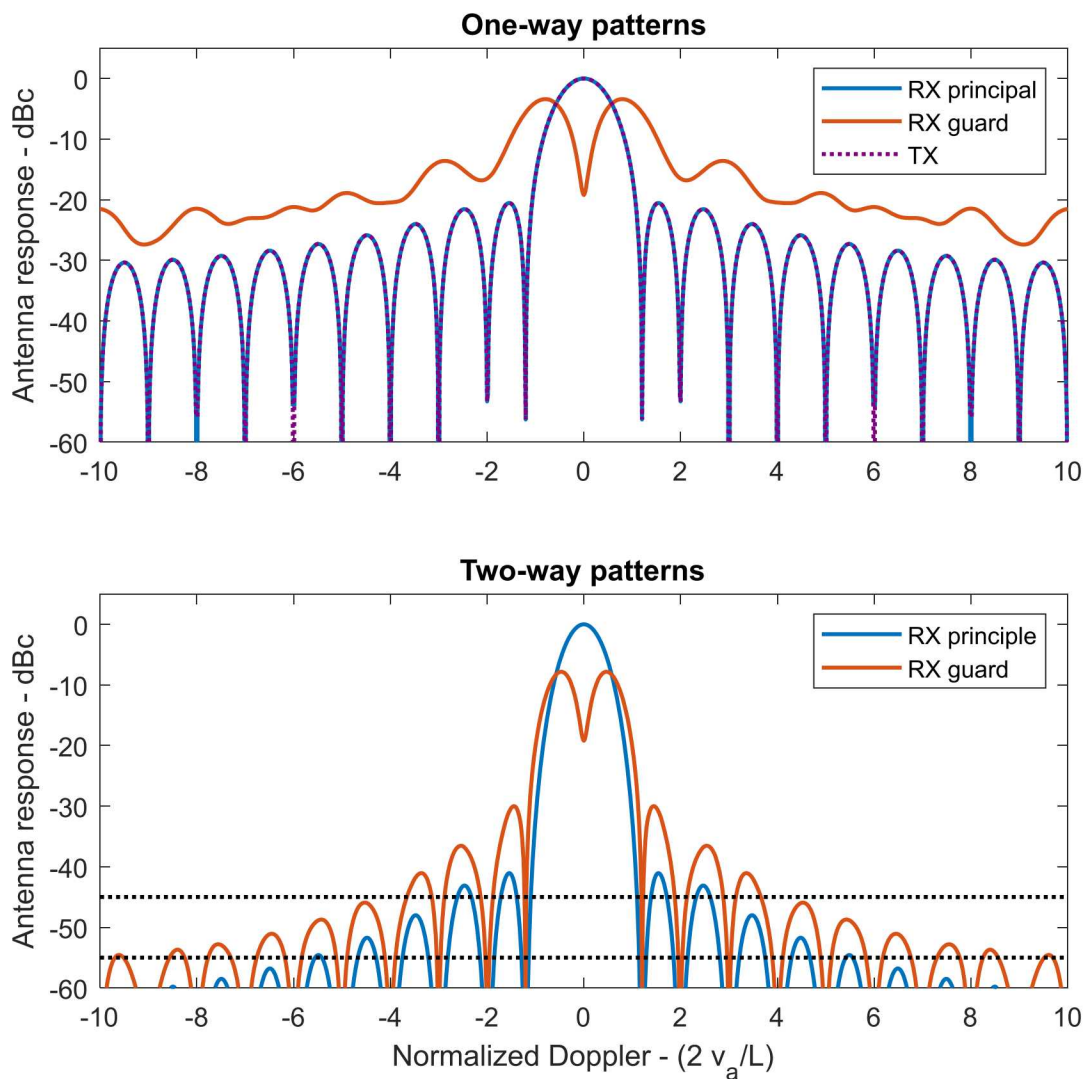 One-way patterns
Antenna response - dBc
0
-10
-20
-30
-40
-50
-60
-10 -8 -6 -4 -2 0 2 4 6 8 10
RX principal
RX guard
TX
Two-way patterns
Antenna response - dBc
0
-10
-20
-30
-40
-50
-60
-10 -8 -6 -4 -2 0 2 4 6 8 10
RX principle
RX guard
Normalized Doppler - (2 v_a/L)